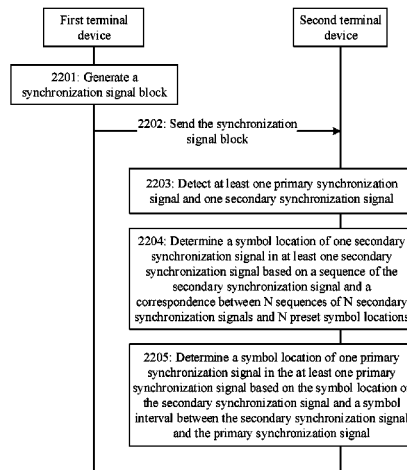 First terminal
device
Second terminal
device
2201: Generate a
synchronization signal block
2202: Send the synchronization
signal block
2203: Detect at least one primary synchronization
signal and one secondary synchronization signal
2204: Determine a symbol location of one secondary
synchronization signal in at least one secondary
synchronization signal based on a sequence of the
secondary synchronization signal and a
correspondence between N sequences of N secondary
synchronization signals and N preset symbol locations
2205: Determine a symbol location of one primary
synchronization signal in the at least one primary
synchronization signal based on the symbol location of
the secondary synchronization signal and a symbol
interval between the secondary synchronization signal
and the primary synchronization signal